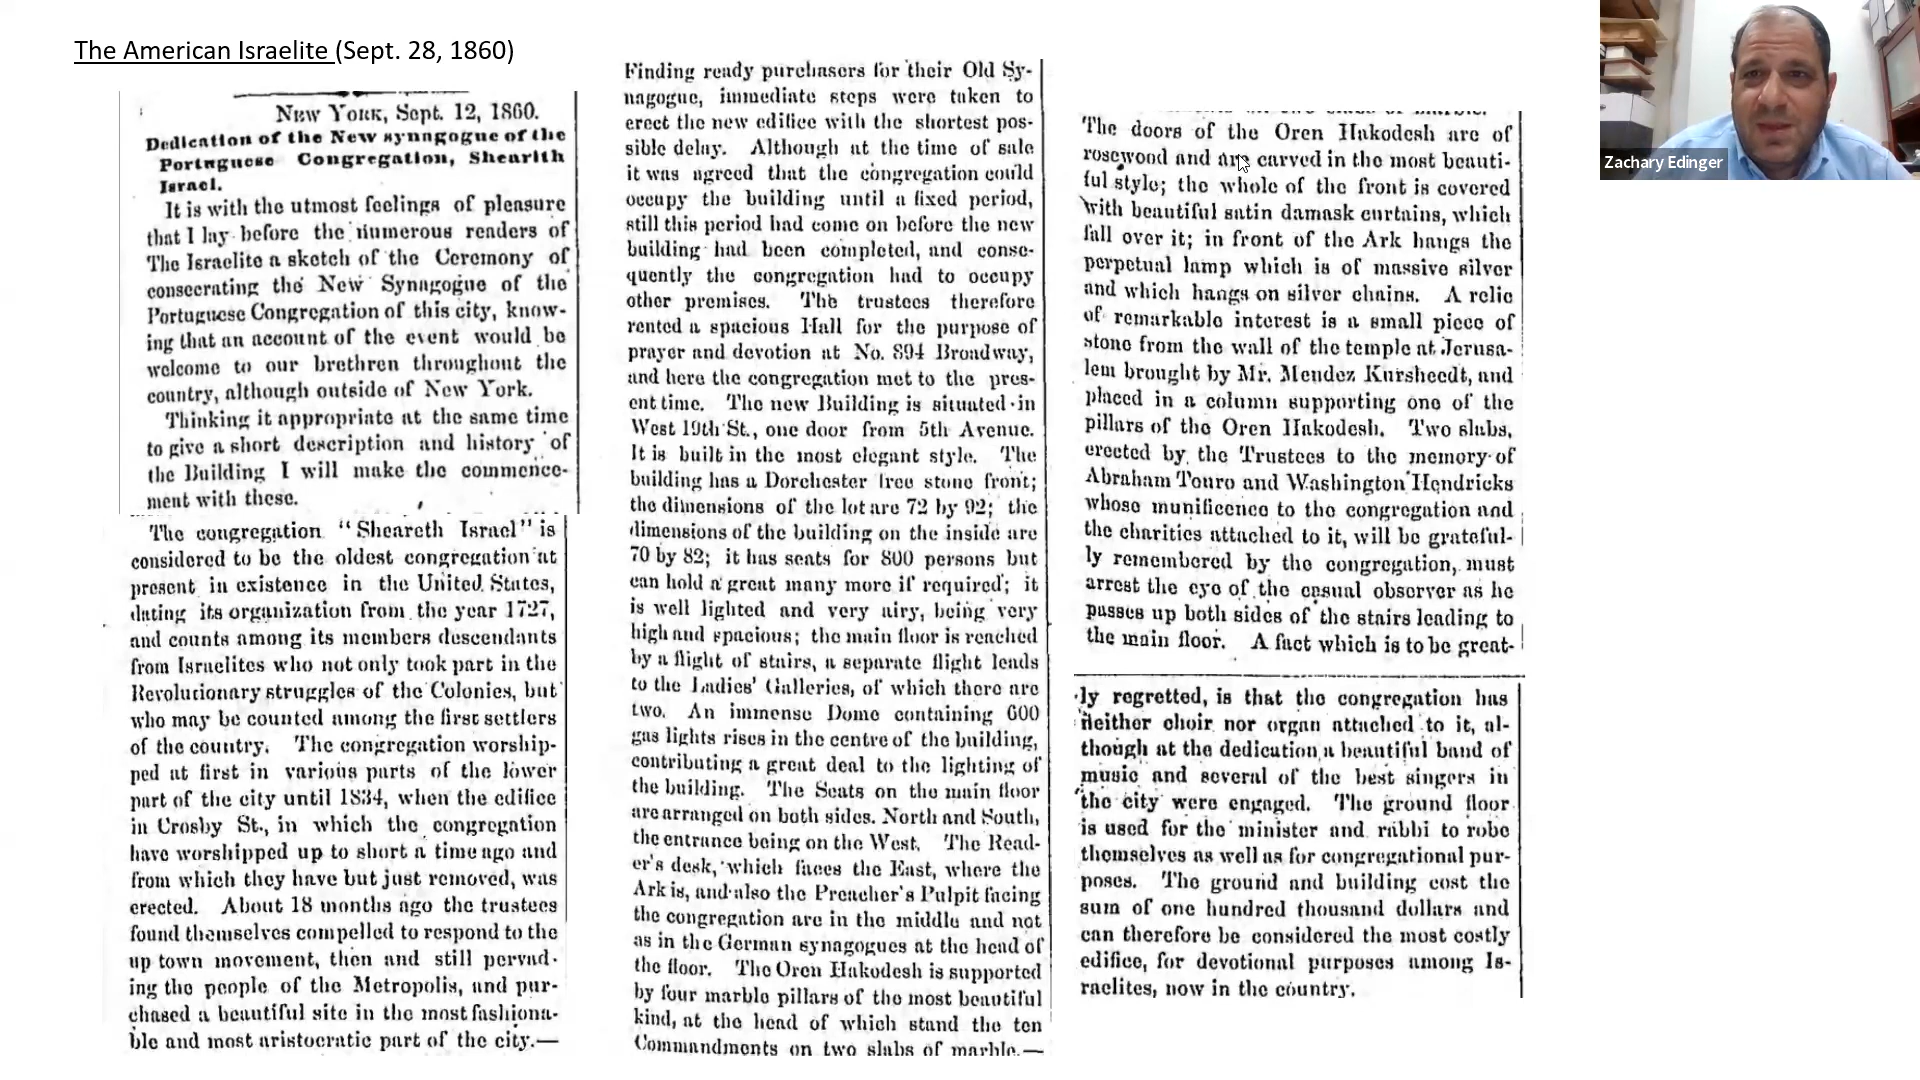 The American Israelite (Sept. 28, 1860)
New York, Sept. 12, 1860.
Dedication of the New synagogue of the
Portuguese Congregation, Shearith
Israel.
It is with the utmost feelings of pleasure
that I lay before the numerous readers of
The Israelite a sketch of the Ceremony of
consecrating the New Synagogue of the
Portuguese Congregation of this city, know-
ing that an account of the event would be
welcome to our brethren throughout the
country, although outside of New York.
Thinking it appropriate at the same time
to give a short description and history of
the Building I will make the commence-
ment with these.
The congregation "Sheareth Israel" is
considered to be the oldest congregation at
present in existence in the United States,
dating its organization from the year 1727,
and counts among its members descendants
from Israelites who not only took part in the
Revolucionary struggles of the Colonies, but
who may be counted among the first settlers
of the country. The congregation worship-
ped at first in various parts of the lower
part of the city until 1834, when the edifice
in Crosby St., in which the congregation
have worshipped up to short a time ago and
from which they have but just removed, was
erected. About 18 months ago the trustees
found themselves compelled to respond to the
up town movement, then and still pervad-
ing the people of the Metropolis, and pur-
chased a beautiful site in the most fashiona-
ble and most aristocratic part of the city.—
Finding ready purchasers for their Old Sy-
nagogue, immediate steps were taken to
erect the new edifice with the shortest pos-
sible delay. Although at the time of sale
it was agreed that the congregation could
occupy the building until a fixed period,
still this period had come on before the new
building had been completed, and conse-
quently the congregation had to occupy
other premises. The trustees therefore
rented a spacious Hall for the purpose of
prayer and devotion at No. 894 Broadway,
and here the congregation met to the pres-
ent time. The new Building is situated in
West 19th St., one door from 5th Avenue.
It is built in the most elegant style. The
building has a Dorchester free stone front;
the dimensions of the lot are 72 by 92; the
dimensions of the building on the inside are
70 by 82; it has seats for 800 persons but
can hold a great many more if required; it
is well lighted and very airy, being very
high and spacious; the main floor is reached
by a flight of stairs, a separate flight leads
to the Ladies' Galleries, of which there are
two. An immense Dome containing 600
gas lights rises in the centre of the building,
contributing a great deal to the lighting of
the building. The Seats on the main floor
are arranged on both sides. North and South,
the entrance being on the West. The Read-
er's desk, which faces the East, where the
Ark is, and also the Preacher's Pulpit facing
the congregation are in the middle and not
as in the German synagogues at the head of
the floor. The Oren Hakodesh is supported
by four marble pillars of the most beautiful
kind, at the head of which stand the ten
Commandments on two slabs of marble.—
The doors of the Oren Hakodesh are of
rosewood and are carved in the most beauti-
ful style; the whole of the front is covered
with beautiful satin damask curtains, which
fall over it; in front of the Ark hangs the
perpetual lamp which is of massive silver
and which hangs on silver chains. A relic
of remarkable interest is a small piece of
stone from the wall of the temple at Jerusa-
lem brought by Mr. Mendez Kursheedt, and
placed in a column supporting one of the
pillars of the Oren Hakodesh. Two slabs,
erected by the Trustees to the memory of
Abraham Touro and Washington Hendricks
whose munificence to the congregation and
the charities attached to it, will be grateful-
ly remembered by the congregation, must
arrest the eye of the casual observer as he
passes up both sides of the stairs leading to
the main floor. A fact which is to be great-
ly regretted, is that the congregation has
neither choir nor organ attached to it, al-
though at the dedication a beautiful band of
music and several of the best singers in
the city were engaged. The ground floor
is used for the minister and rabbi to robe
themselves as well as for congregational pur-
poses. The ground and building cost the
sum of one hundred thousand dollars and
can therefore be considered the most costly
edifice, for devotional purposes among Is-
raelites, now in the country.
Zachary Edinger